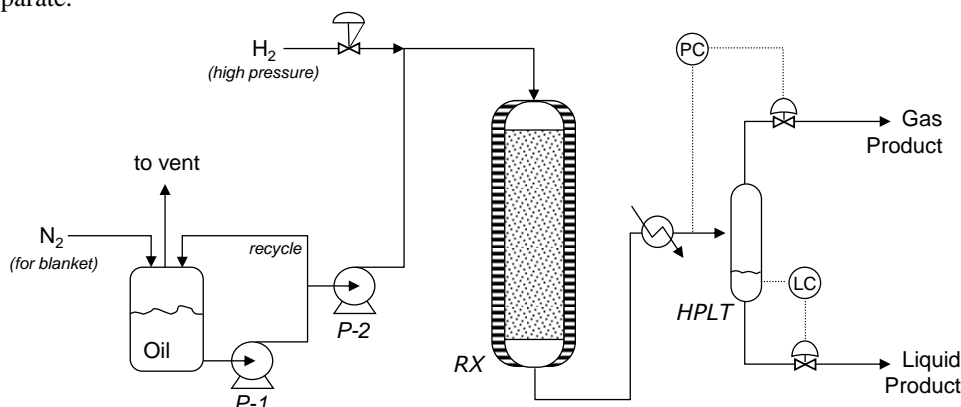 parate.
H2
(high pressure)
PC
Gas
Product
to vent
N2
(for blanket)
recycle
Oil
P-1
P-2
RX
HPLT
LC
Liquid
Product